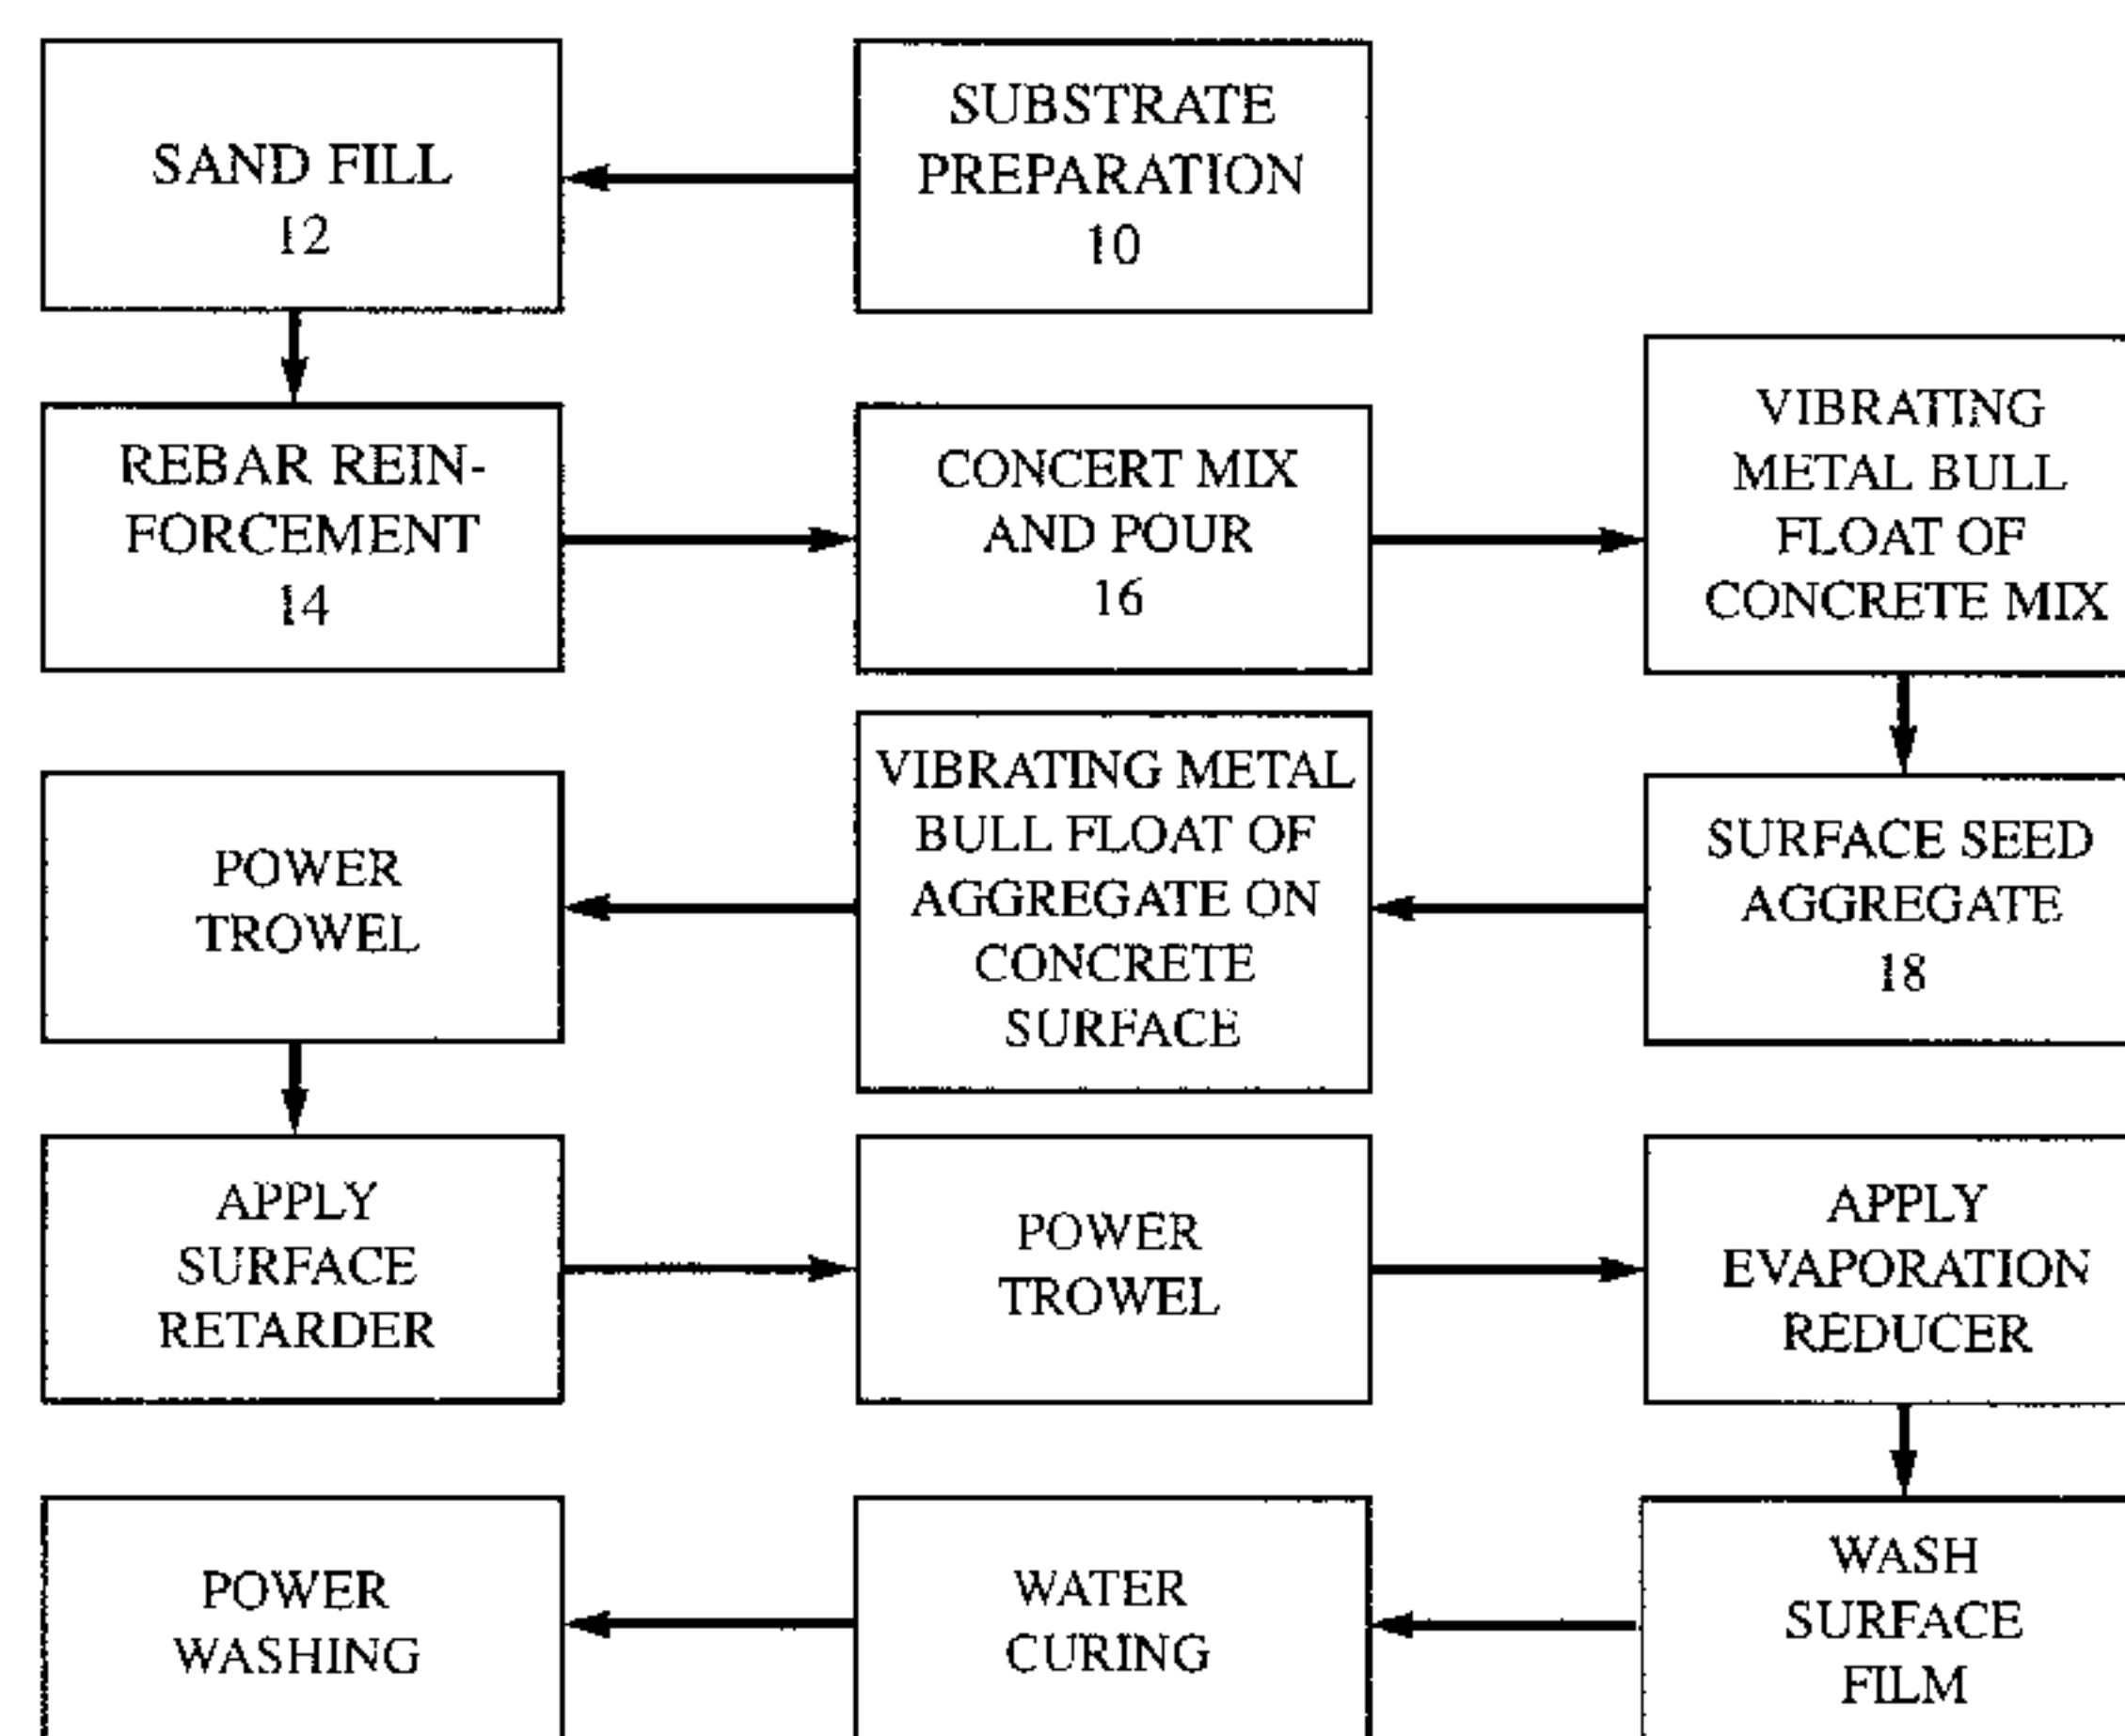 SUBSTRATE
PREPARATION
10
SAND FILL
12
REBAR REIN-
FORCEMENT
14
CONCERT MIX
AND POUR
16
VIBRATING
METAL BULL
FLOAT OF
CONCRETE MIX
SURFACE SEED
AGGREGATE
18
VIBRATING METAL
BULL FLOAT OF
AGGREGATE ON
CONCRETE
SURFACE
POWER
TROWEL
APPLY
SURFACE
RETARDER
POWER
TROWEL
APPLY
EVAPORATION
REDUCER
WASH
SURFACE
FILM
WATER
CURING
POWER
WASHING